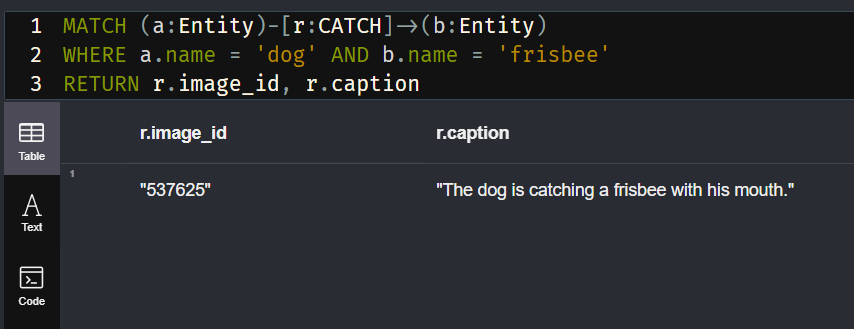 1 MATCH (a:Entity)-[r:CATCH]->(b:Entity)
2 WHERE a.name = 'dog' AND b.name = 'frisbee'
3 RETURN r.image_id, r.caption
Table
r.image_id r.caption
1 "537625" "The dog is catching a frisbee with his mouth."
Text
Code